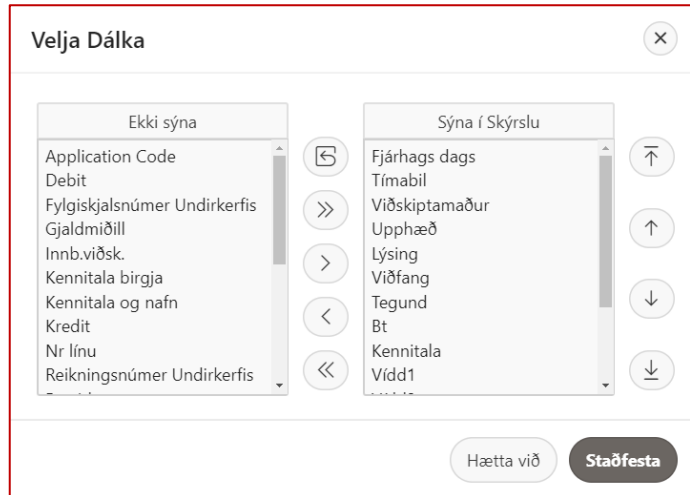 Velja Dálka
Ekki sýna
Application Code
Debit
Fylgiskjalsnúmer Undirkerfis
Gjaldmiðill
Innb.viðsk.
Kennitala birgja
Kennitala og nafn
Kredit
Nr línu
Reikningsnúmer Undirkerfis
Sýna í Skýrslu
Fjárhags dags
Tímabil
Viðskiptamaður
Upphæð
Lýsing
Viðfang
Tegund
Bt
Kennitala
Vídd1
Hætta við
Staðfesta